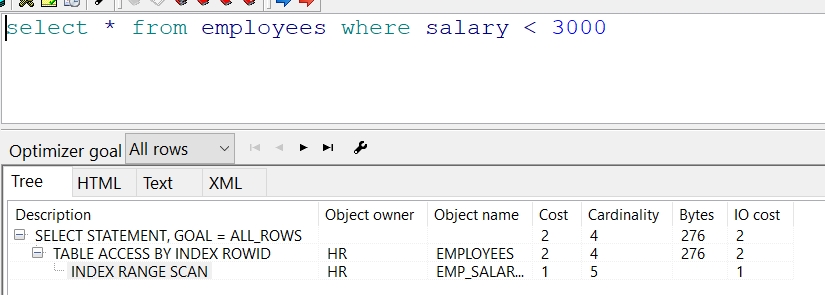 select * from employees where salary < 3000
Optimizer goal All rows
Tree HTML Text XML
Description Object owner Object name Cost Cardinality Bytes IO cost
SELECT STATEMENT, GOAL = ALL_ROWS 2 4 276 2
TABLE ACCESS BY INDEX ROWID HR EMPLOYEES 2 4 276 2
INDEX RANGE SCAN HR EMP_SALAR... 1 5 1